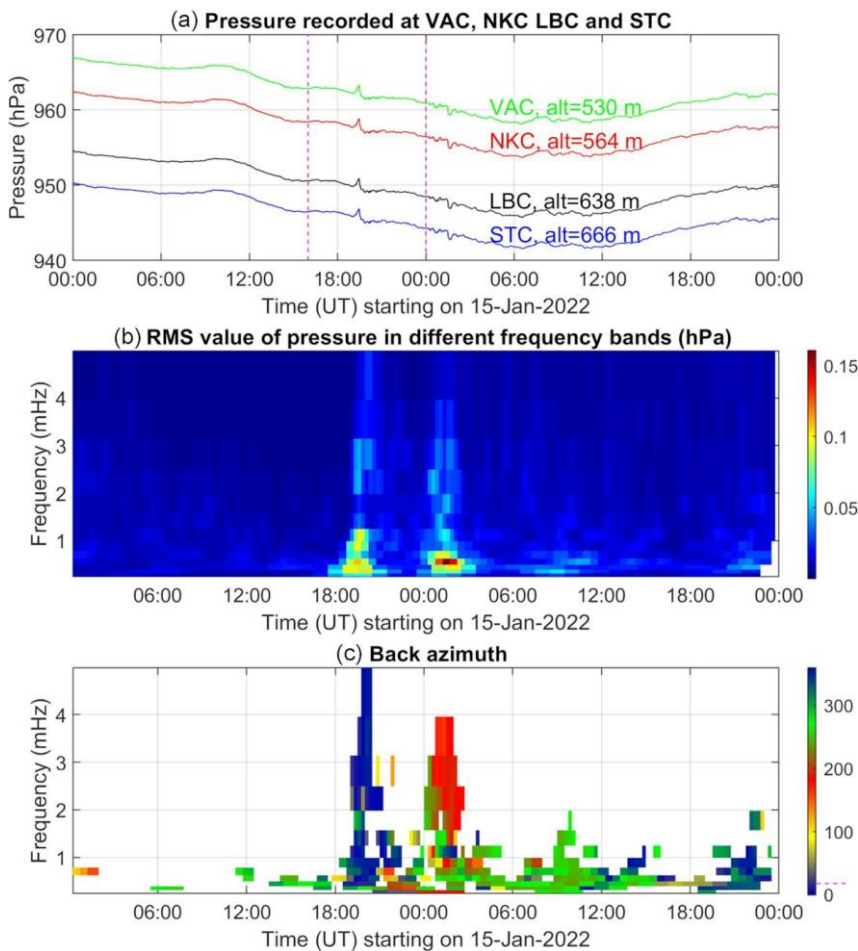 (a) Pressure recorded at VAC, NKC LBC and STC
970
960
950
940
Pressure (hPa)
VAC, alt=530 m
NKC, alt=564 m
LBC, alt=638 m
STC, alt=666 m
00:00 06:00 12:00 18:00 00:00 06:00 12:00 18:00 00:00
Time (UT) starting on 15-Jan-2022
(b) RMS value of pressure in different frequency bands (hPa)
4
3
2
1
Frequency (mHz)
0.15
0.1
0.05
06:00 12:00 18:00 00:00 06:00 12:00 18:00 00:00
Time (UT) starting on 15-Jan-2022
(c) Back azimuth
4
3
2
1
Frequency (mHz)
300
200
100
0
06:00 12:00 18:00 00:00 06:00 12:00 18:00 00:00
Time (UT) starting on 15-Jan-2022